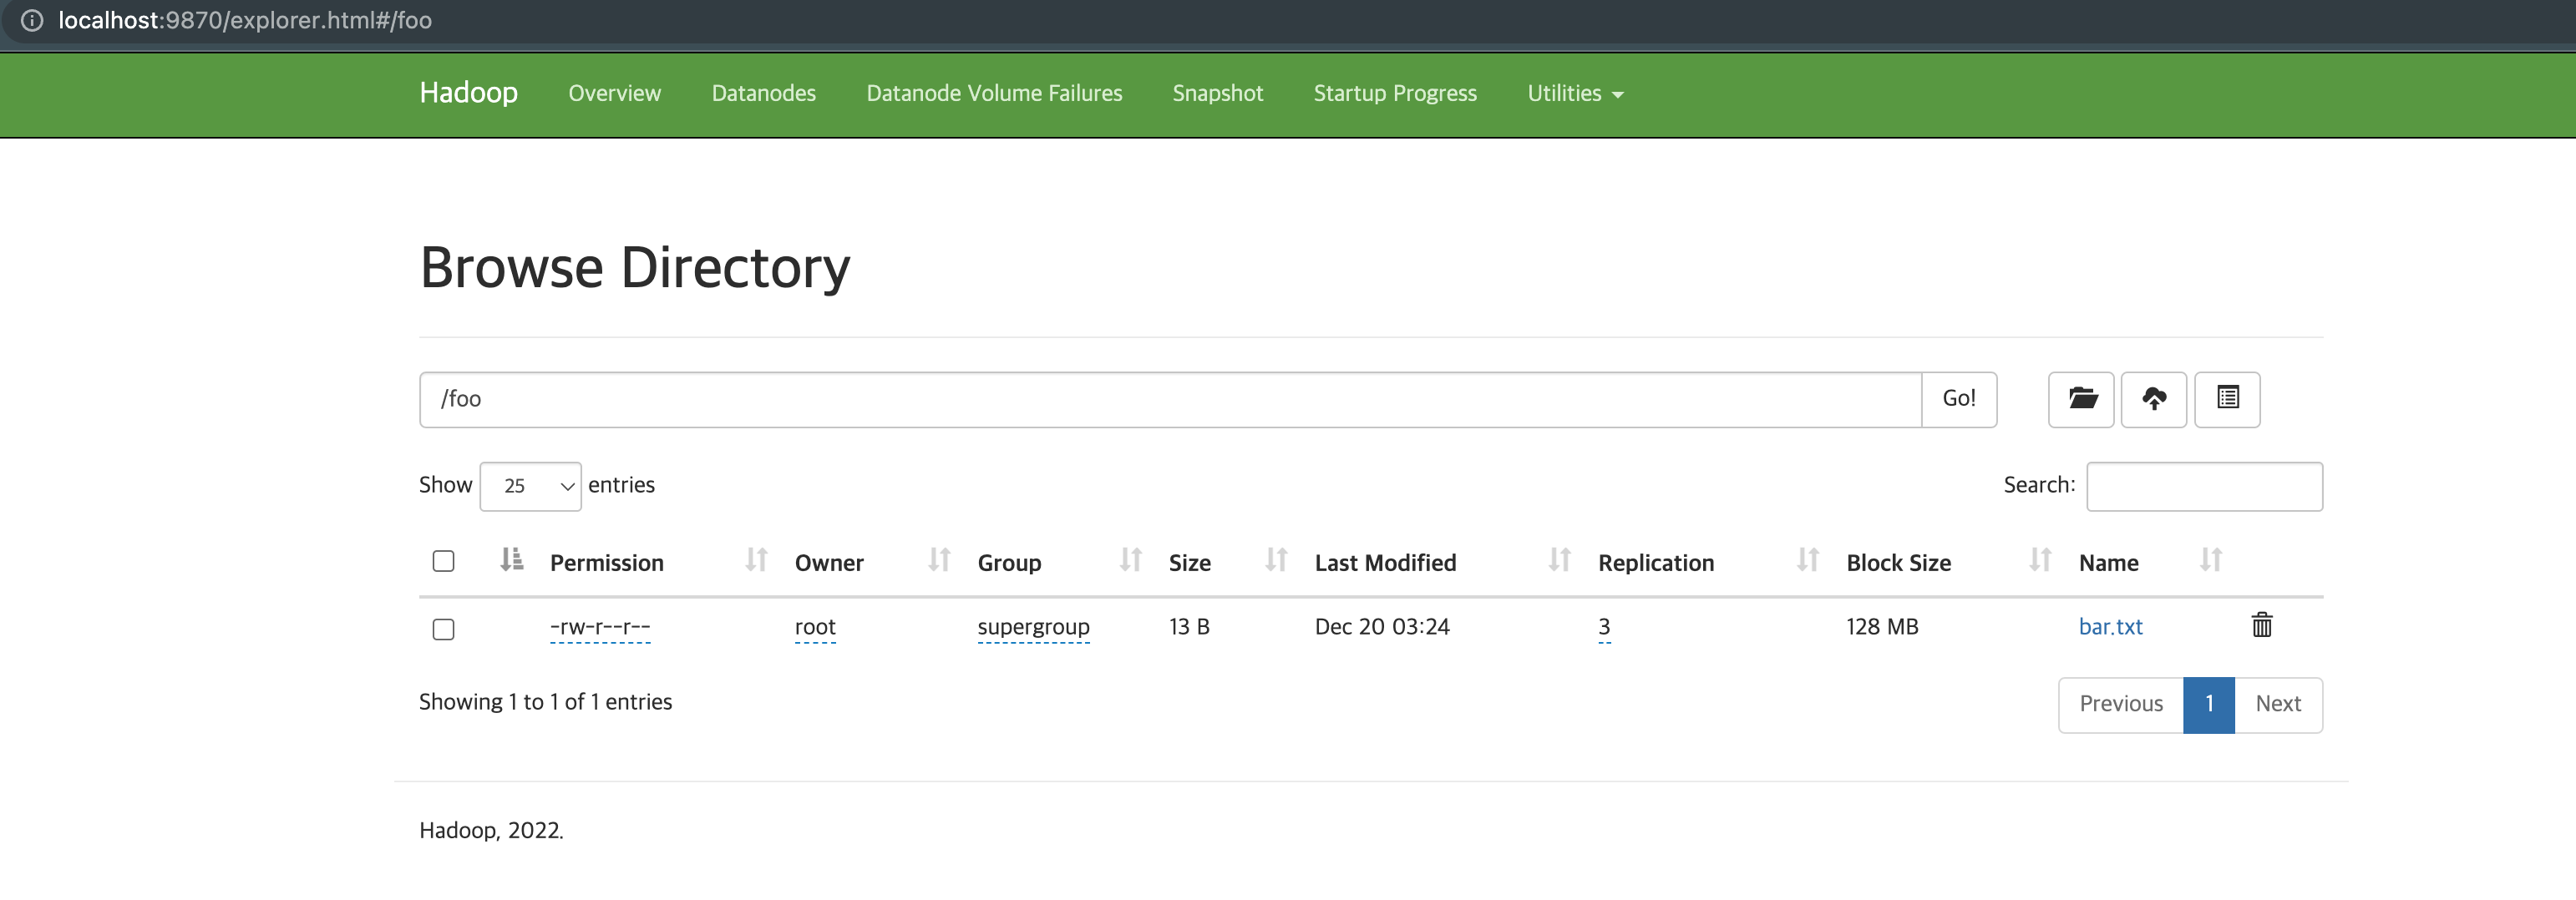 localhost:9870/explorer.html#/foo
Hadoop Overview Datanodes Datanode Volume Failures Snapshot Startup Progress Utilities
Browse Directory
/foo Go!
Show 25 entries Search:
Permission Owner Group Size Last Modified Replication Block Size Name
-rw-r--r-- root supergroup 13 B Dec 20 03:24 3 128 MB bar.txt
Showing 1 to 1 of 1 entries Previous 1 Next
Hadoop, 2022.